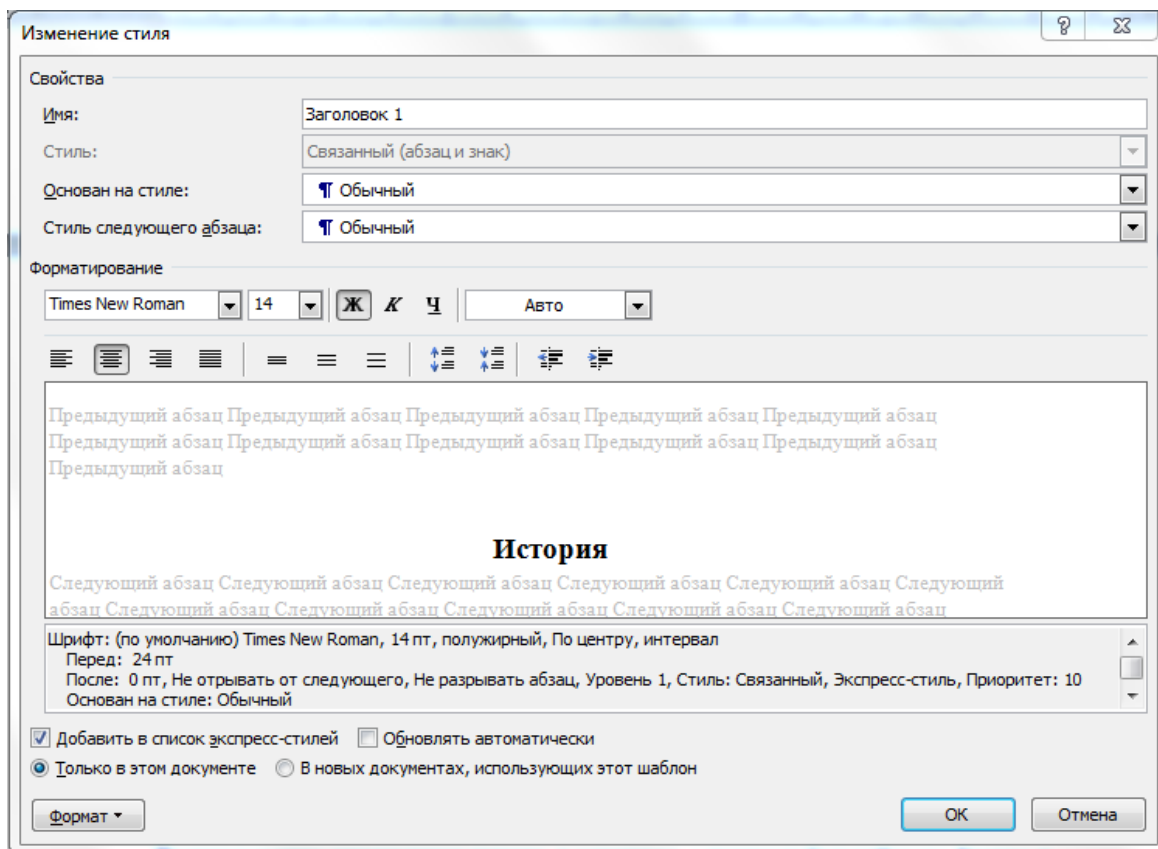 Изменение стиля
Свойства
Имя: Заголовок 1
Стиль: Связанный (абзац и знак)
Основан на стиле: ¶ Обычный
Стиль следующего абзаца: ¶ Обычный
Форматирование
Times New Roman 14 Ж К Ч Авто
Предыдущий абзац Предыдущий абзац Предыдущий абзац Предыдущий абзац Предыдущий абзац
Предыдущий абзац Предыдущий абзац Предыдущий абзац Предыдущий абзац Предыдущий абзац
Предыдущий абзац
История
Следующий абзац Следующий абзац Следующий абзац Следующий абзац Следующий абзац Следующий
абзац Следующий абзац Следующий абзац Следующий абзац Следующий абзац Следующий абзац
Шрифт: (по умолчанию) Times New Roman, 14 пт, полужирный, По центру, интервал
Перед: 24 пт
После: 0 пт, Не отрывать от следующего, Не разрывать абзац, Уровень 1, Стиль: Связанный, Экспресс-стиль, Приоритет: 10
Основан на стиле: Обычный
Добавить в список экспресс-стилей Обновлять автоматически
Только в этом документе В новых документах, использующих этот шаблон
Формат ОК Отмена